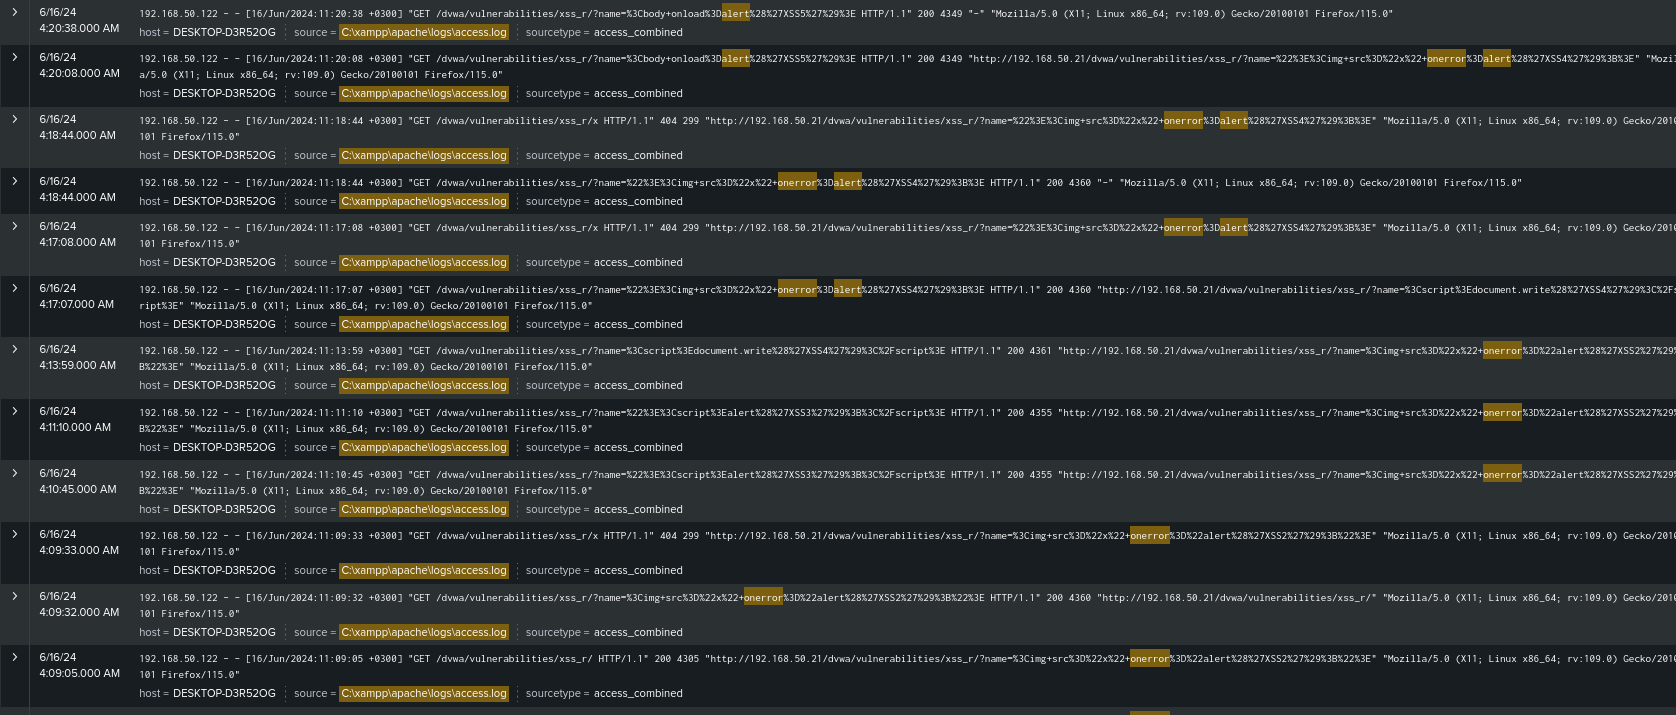 6/16/24
4:20:38.000 AM
192.168.50.122 - - [16/Jun/2024:11:20:38 +0300] "GET /dvwa/vulnerabilities/xss_r/?name=%3Cbody+onload%3Dalert%28%27XSS5%27%29%3E HTTP/1.1" 200 4349 "-" "Mozilla/5.0 (X11; Linux x86_64; rv:109.0) Gecko/20100101 Firefox/115.0"
host = DESKTOP-D3R52OG source = C:\xampp\apache\logs\access.log sourcetype = access_combined
6/16/24
4:20:08.000 AM
192.168.50.122 - - [16/Jun/2024:11:20:08 +0300] "GET /dvwa/vulnerabilities/xss_r/?name=%3Cbody+onload%3Dalert%28%27XSS5%27%29%3E HTTP/1.1" 200 4349 "http://192.168.50.21/dvwa/vulnerabilities/xss_r/?name=%22%3E%3Cimg+src%3D%22x%22+onerror%3Dalert%28%27XSS4%27%29%3B%3E" "Mozi
a/5.0 (X11; Linux x86_64; rv:109.0) Gecko/20100101 Firefox/115.0"
host = DESKTOP-D3R52OG source = C:\xampp\apache\logs\access.log sourcetype = access_combined
6/16/24
4:18:44.000 AM
192.168.50.122 - - [16/Jun/2024:11:18:44 +0300] "GET /dvwa/vulnerabilities/xss_r/x HTTP/1.1" 404 299 "http://192.168.50.21/dvwa/vulnerabilities/xss_r/?name=%22%3E%3Cimg+src%3D%22x%22+onerror%3Dalert%28%27XSS4%27%29%3B%3E" "Mozilla/5.0 (X11; Linux x86_64; rv:109.0) Gecko/2010
101 Firefox/115.0"
host = DESKTOP-D3R52OG source = C:\xampp\apache\logs\access.log sourcetype = access_combined
6/16/24
4:18:44.000 AM
192.168.50.122 - - [16/Jun/2024:11:18:44 +0300] "GET /dvwa/vulnerabilities/xss_r/?name=%22%3E%3Cimg+src%3D%22x%22+onerror%3Dalert%28%27XSS4%27%29%3B%3E HTTP/1.1" 200 4360 "-" "Mozilla/5.0 (X11; Linux x86_64; rv:109.0) Gecko/20100101 Firefox/115.0"
host = DESKTOP-D3R52OG source = C:\xampp\apache\logs\access.log sourcetype = access_combined
6/16/24
4:17:08.000 AM
192.168.50.122 - - [16/Jun/2024:11:17:08 +0300] "GET /dvwa/vulnerabilities/xss_r/x HTTP/1.1" 404 299 "http://192.168.50.21/dvwa/vulnerabilities/xss_r/?name=%22%3E%3Cimg+src%3D%22x%22+onerror%3Dalert%28%27XSS4%27%29%3B%3E" "Mozilla/5.0 (X11; Linux x86_64; rv:109.0) Gecko/2010
101 Firefox/115.0"
host = DESKTOP-D3R52OG source = C:\xampp\apache\logs\access.log sourcetype = access_combined
6/16/24
4:17:07.000 AM
192.168.50.122 - - [16/Jun/2024:11:17:07 +0300] "GET /dvwa/vulnerabilities/xss_r/?name=%22%3E%3Cimg+src%3D%22x%22+onerror%3Dalert%28%27XSS4%27%29%3B%3E HTTP/1.1" 200 4360 "http://192.168.50.21/dvwa/vulnerabilities/xss_r/?name=%3Cscript%3Edocument.write%28%27XSS4%27%29%3C%2Fs
ript%3E" "Mozilla/5.0 (X11; Linux x86_64; rv:109.0) Gecko/20100101 Firefox/115.0"
host = DESKTOP-D3R52OG source = C:\xampp\apache\logs\access.log sourcetype = access_combined
6/16/24
4:13:59.000 AM
192.168.50.122 - - [16/Jun/2024:11:13:59 +0300] "GET /dvwa/vulnerabilities/xss_r/?name=%3Cscript%3Edocument.write%28%27XSS4%27%29%3C%2Fscript%3E HTTP/1.1" 200 4361 "http://192.168.50.21/dvwa/vulnerabilities/xss_r/?name=%3Cimg+src%3D%22x%22+onerror%3D%22alert%28%27XSS2%27%29%
B%22%3E" "Mozilla/5.0 (X11; Linux x86_64; rv:109.0) Gecko/20100101 Firefox/115.0"
host = DESKTOP-D3R52OG source = C:\xampp\apache\logs\access.log sourcetype = access_combined
6/16/24
4:11:10.000 AM
192.168.50.122 - - [16/Jun/2024:11:11:10 +0300] "GET /dvwa/vulnerabilities/xss_r/?name=%22%3E%3Cscript%3Ealert%28%27XSS3%27%29%3B%3C%2Fscript%3E HTTP/1.1" 200 4355 "http://192.168.50.21/dvwa/vulnerabilities/xss_r/?name=%3Cimg+src%3D%22x%22+onerror%3D%22alert%28%27XSS2%27%29%
B%22%3E" "Mozilla/5.0 (X11; Linux x86_64; rv:109.0) Gecko/20100101 Firefox/115.0"
host = DESKTOP-D3R52OG source = C:\xampp\apache\logs\access.log sourcetype = access_combined
6/16/24
4:10:45.000 AM
192.168.50.122 - - [16/Jun/2024:11:10:45 +0300] "GET /dvwa/vulnerabilities/xss_r/?name=%22%3E%3Cscript%3Ealert%28%27XSS3%27%29%3B%3C%2Fscript%3E HTTP/1.1" 200 4355 "http://192.168.50.21/dvwa/vulnerabilities/xss_r/?name=%3Cimg+src%3D%22x%22+onerror%3D%22alert%28%27XSS2%27%29%
B%22%3E" "Mozilla/5.0 (X11; Linux x86_64; rv:109.0) Gecko/20100101 Firefox/115.0"
host = DESKTOP-D3R52OG source = C:\xampp\apache\logs\access.log sourcetype = access_combined
6/16/24
4:09:33.000 AM
192.168.50.122 - - [16/Jun/2024:11:09:33 +0300] "GET /dvwa/vulnerabilities/xss_r/x HTTP/1.1" 404 299 "http://192.168.50.21/dvwa/vulnerabilities/xss_r/?name=%3Cimg+src%3D%22x%22+onerror%3D%22alert%28%27XSS2%27%29%3B%22%3E" "Mozilla/5.0 (X11; Linux x86_64; rv:109.0) Gecko/2010
101 Firefox/115.0"
host = DESKTOP-D3R52OG source = C:\xampp\apache\logs\access.log sourcetype = access_combined
6/16/24
4:09:32.000 AM
192.168.50.122 - - [16/Jun/2024:11:09:32 +0300] "GET /dvwa/vulnerabilities/xss_r/?name=%3Cimg+src%3D%22x%22+onerror%3D%22alert%28%27XSS2%27%29%3B%22%3E HTTP/1.1" 200 4360 "http://192.168.50.21/dvwa/vulnerabilities/xss_r/" "Mozilla/5.0 (X11; Linux x86_64; rv:109.0) Gecko/2010
101 Firefox/115.0"
host = DESKTOP-D3R52OG source = C:\xampp\apache\logs\access.log sourcetype = access_combined
6/16/24
4:09:05.000 AM
192.168.50.122 - - [16/Jun/2024:11:09:05 +0300] "GET /dvwa/vulnerabilities/xss_r/ HTTP/1.1" 200 4305 "http://192.168.50.21/dvwa/vulnerabilities/xss_r/?name=%3Cimg+src%3D%22x%22+onerror%3D%22alert%28%27XSS2%27%29%3B%22%3E" "Mozilla/5.0 (X11; Linux x86_64; rv:109.0) Gecko/2010
101 Firefox/115.0"
host = DESKTOP-D3R52OG source = C:\xampp\apache\logs\access.log sourcetype = access_combined